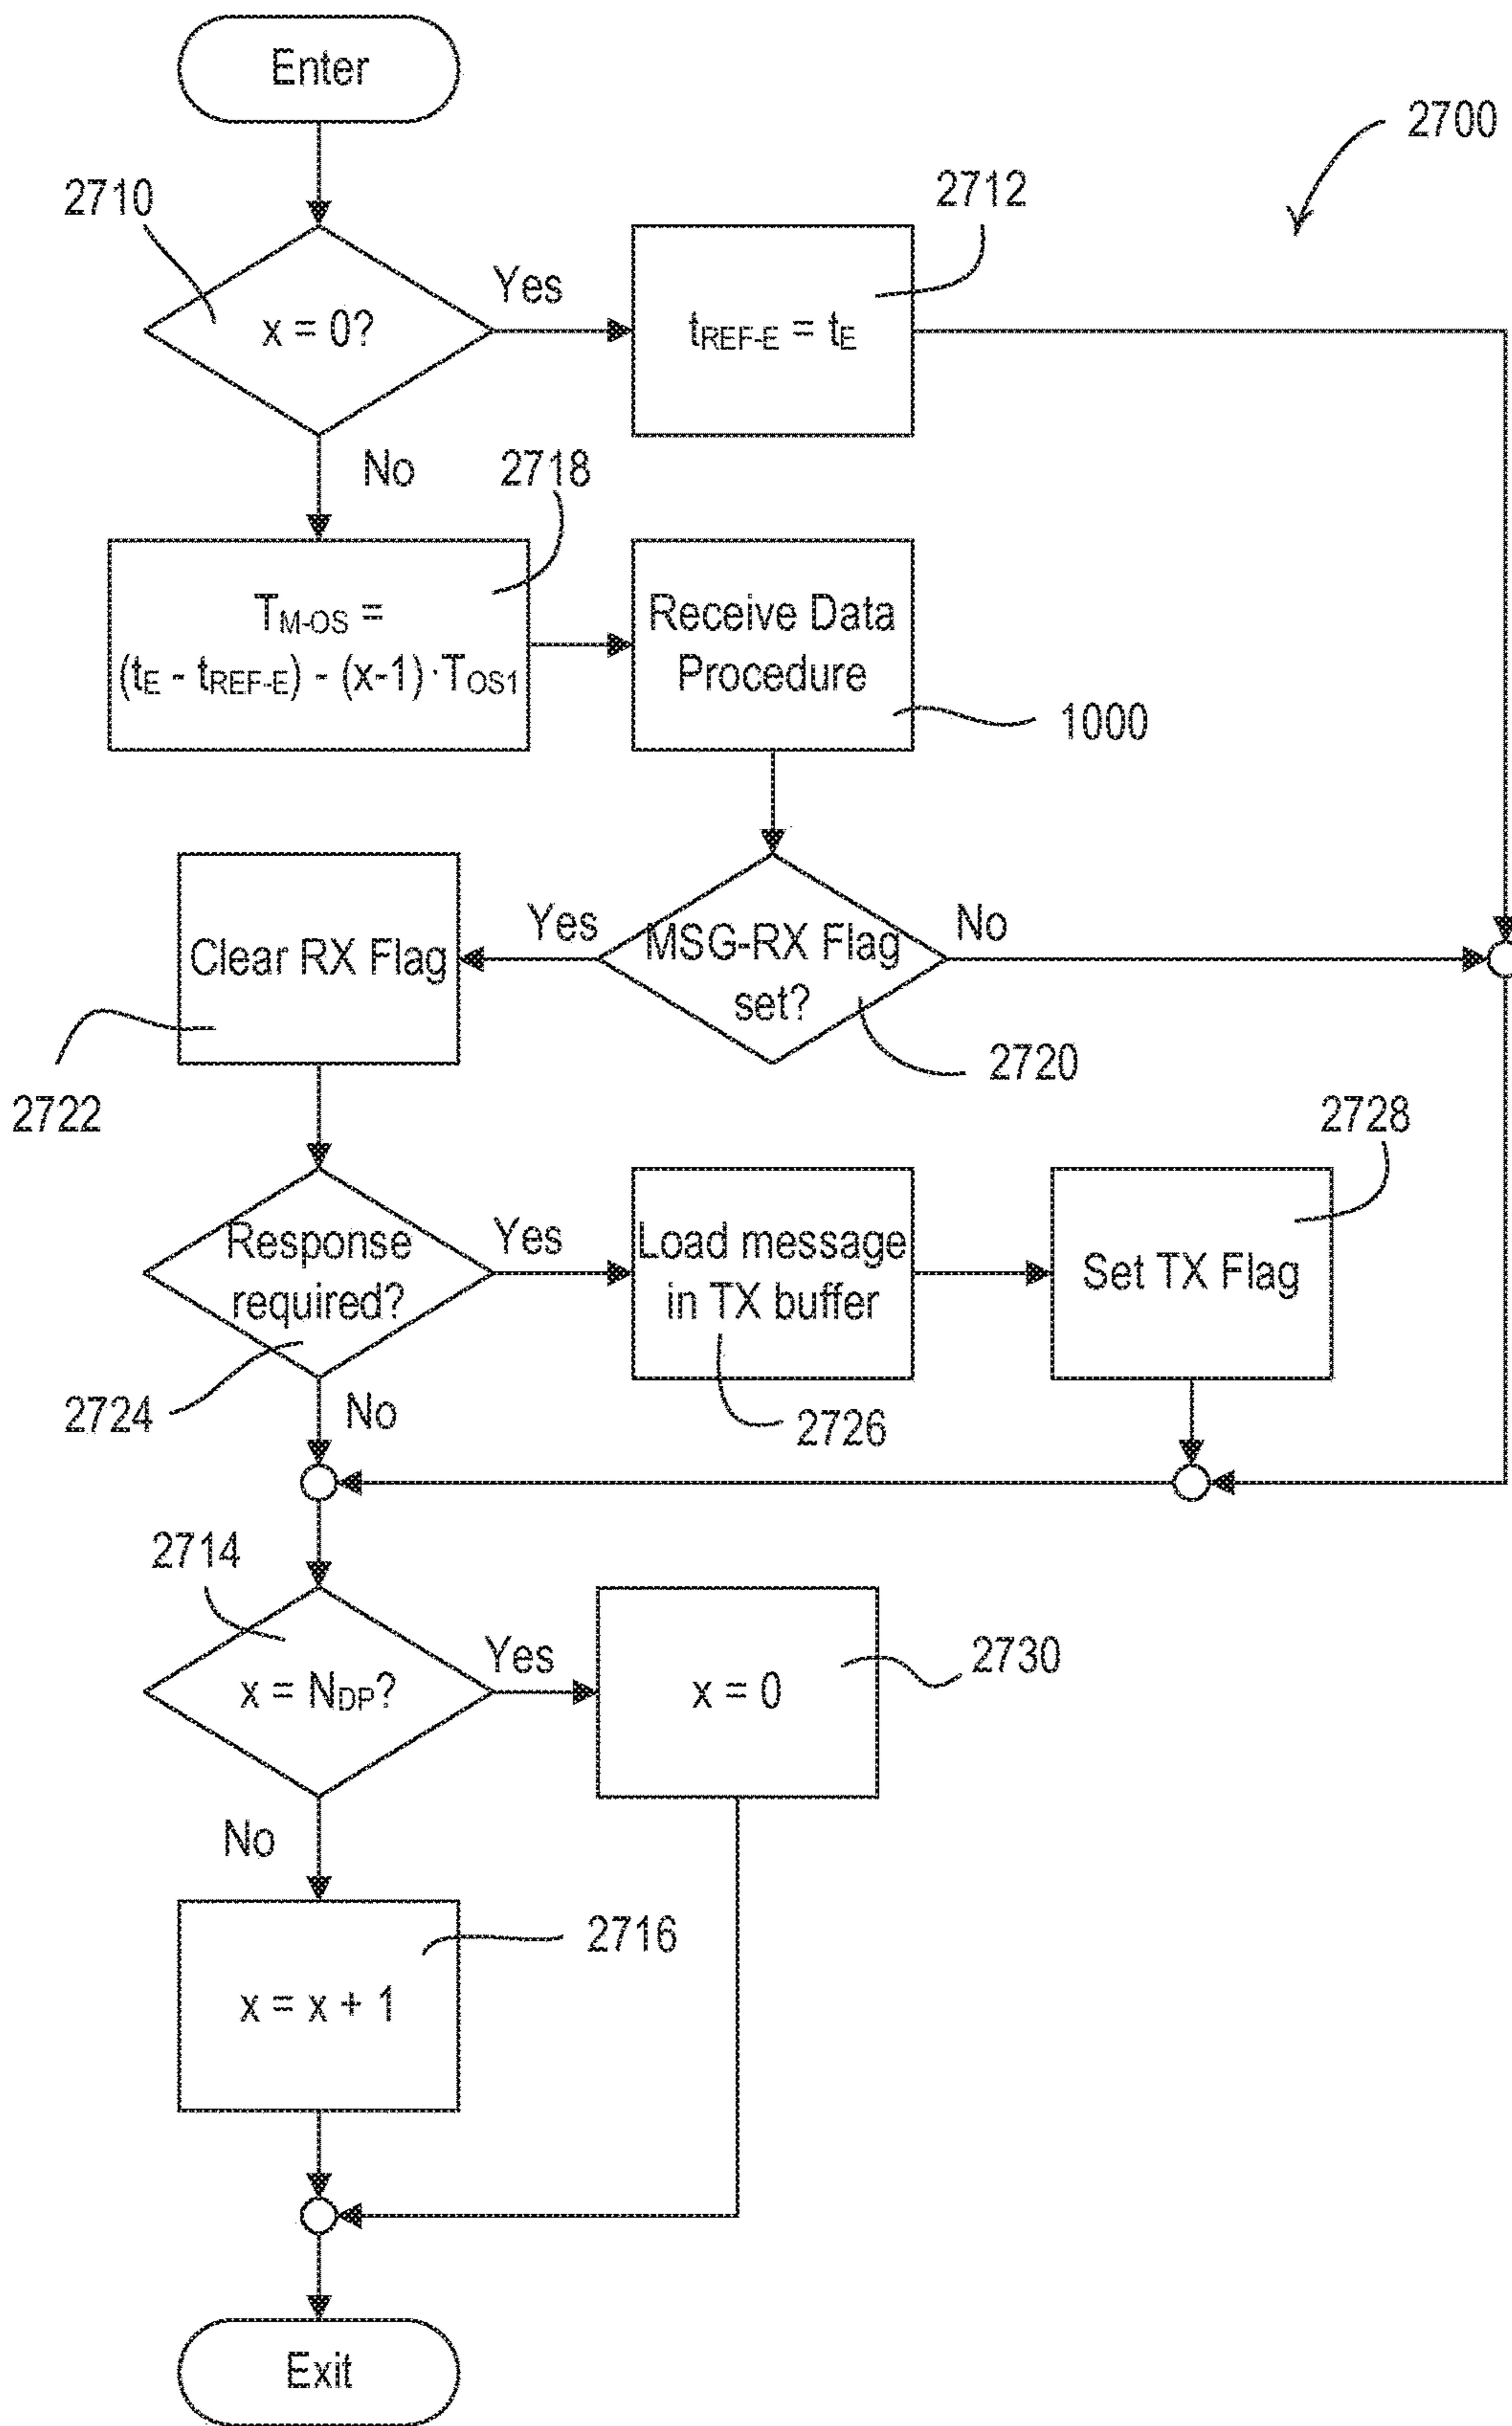 Enter
2700
2710
2712
x = 0?
Yes
tREF-E = tE
No
2718
TM-OS =
(tE - tREF-E) - (x-1)·TOS1
Receive Data
Procedure
1000
Clear RX Flag
Yes
MSG-RX Flag
set?
No
2720
2722
2728
Response
required?
Yes
Load message
in TX buffer
Set TX Flag
2724
No
2726
2714
x = NDP?
Yes
x = 0
2730
No
2716
x = x + 1
Exit